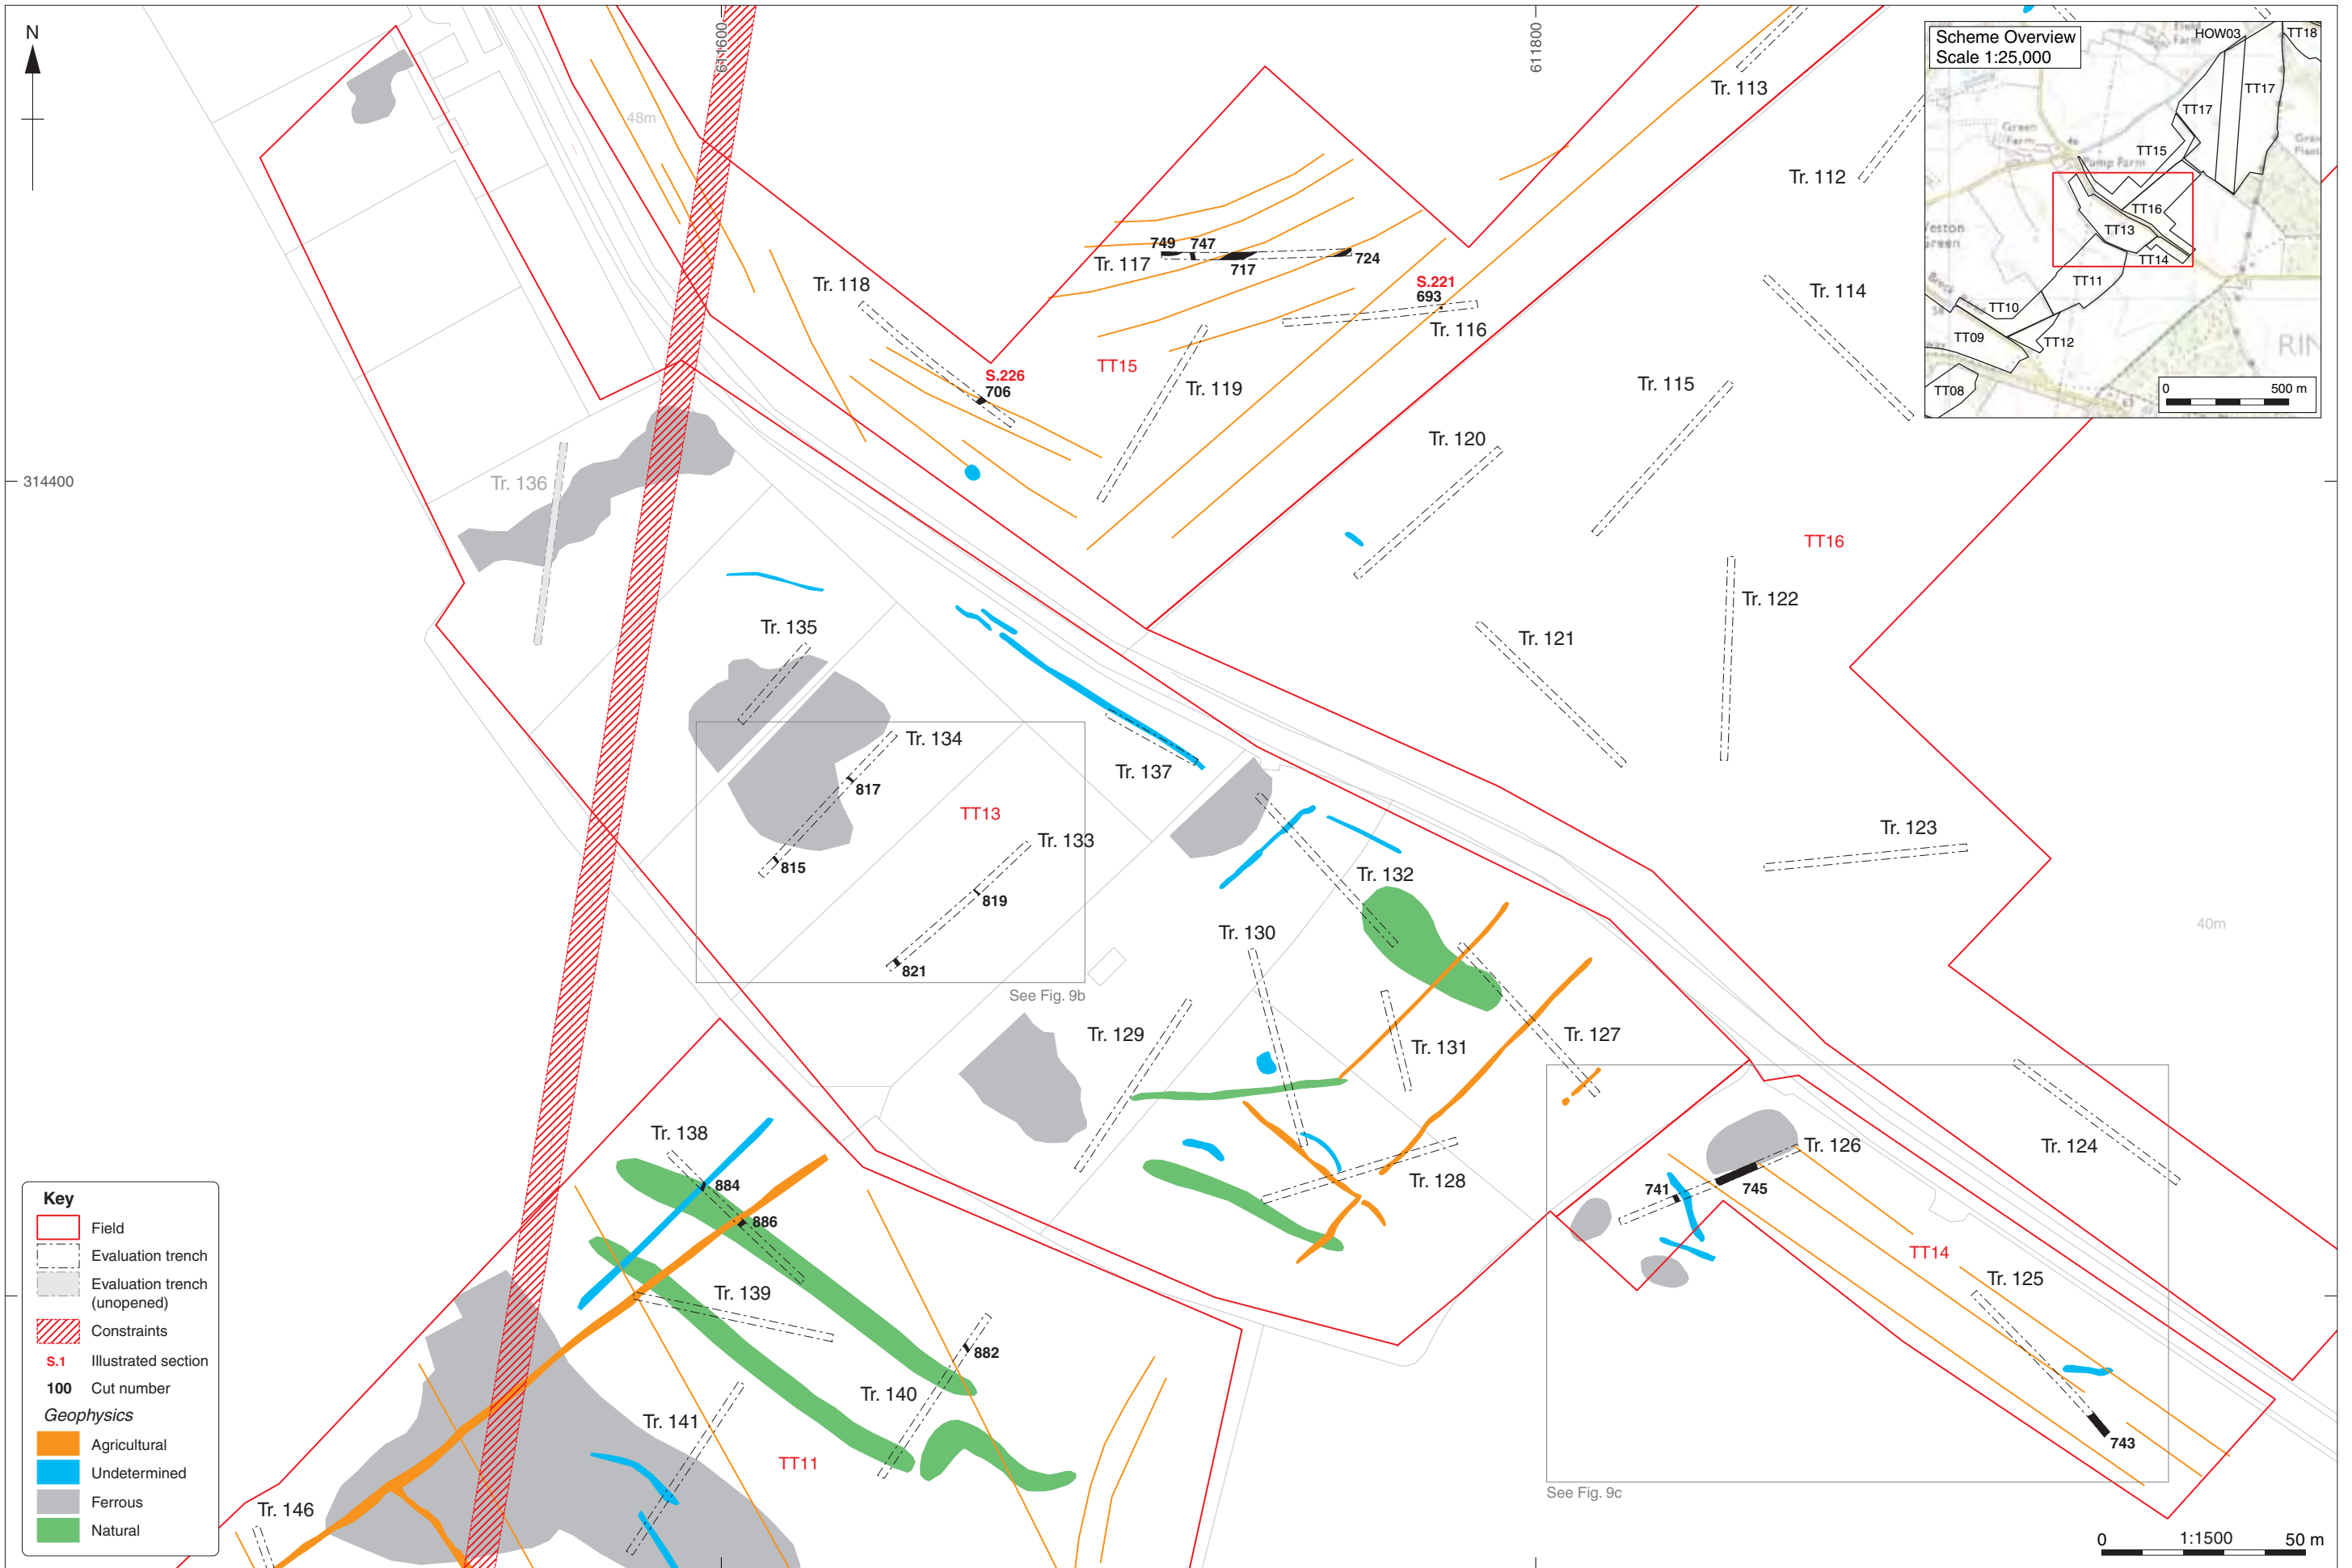 N
611600
611800
314400
48m
40m
Tr. 113
Tr. 112
Tr. 118
749 747
Tr. 117
717
724
S.221
693
Tr. 116
Tr. 114
S.226
706
TT15
Tr. 119
Tr. 115
Tr. 120
Tr. 136
TT16
Tr. 122
Tr. 121
Tr. 135
Tr. 134
Tr. 137
817
TT13
Tr. 133
815
819
821
See Fig. 9b
Tr. 123
Tr. 132
Tr. 130
Tr. 129
Tr. 131
Tr. 127
Tr. 128
Tr. 138
884
886
Tr. 139
882
Tr. 140
Tr. 141
TT11
Tr. 146
Tr. 126
741
745
Tr. 124
TT14
Tr. 125
743
See Fig. 9c
Scheme Overview
Scale 1:25,000
HOW03
TT18
TT17
TT17
Green
Farm
Pump Farm
TT15
TT16
TT13
TT14
TT11
TT10
TT09
TT12
TT08
Green
RIN
0 500 m
Key
Field
Evaluation trench
Evaluation trench
(unopened)
Constraints
S.1 Illustrated section
100 Cut number
Geophysics
Agricultural
Undetermined
Ferrous
Natural
0 1:1500 50 m